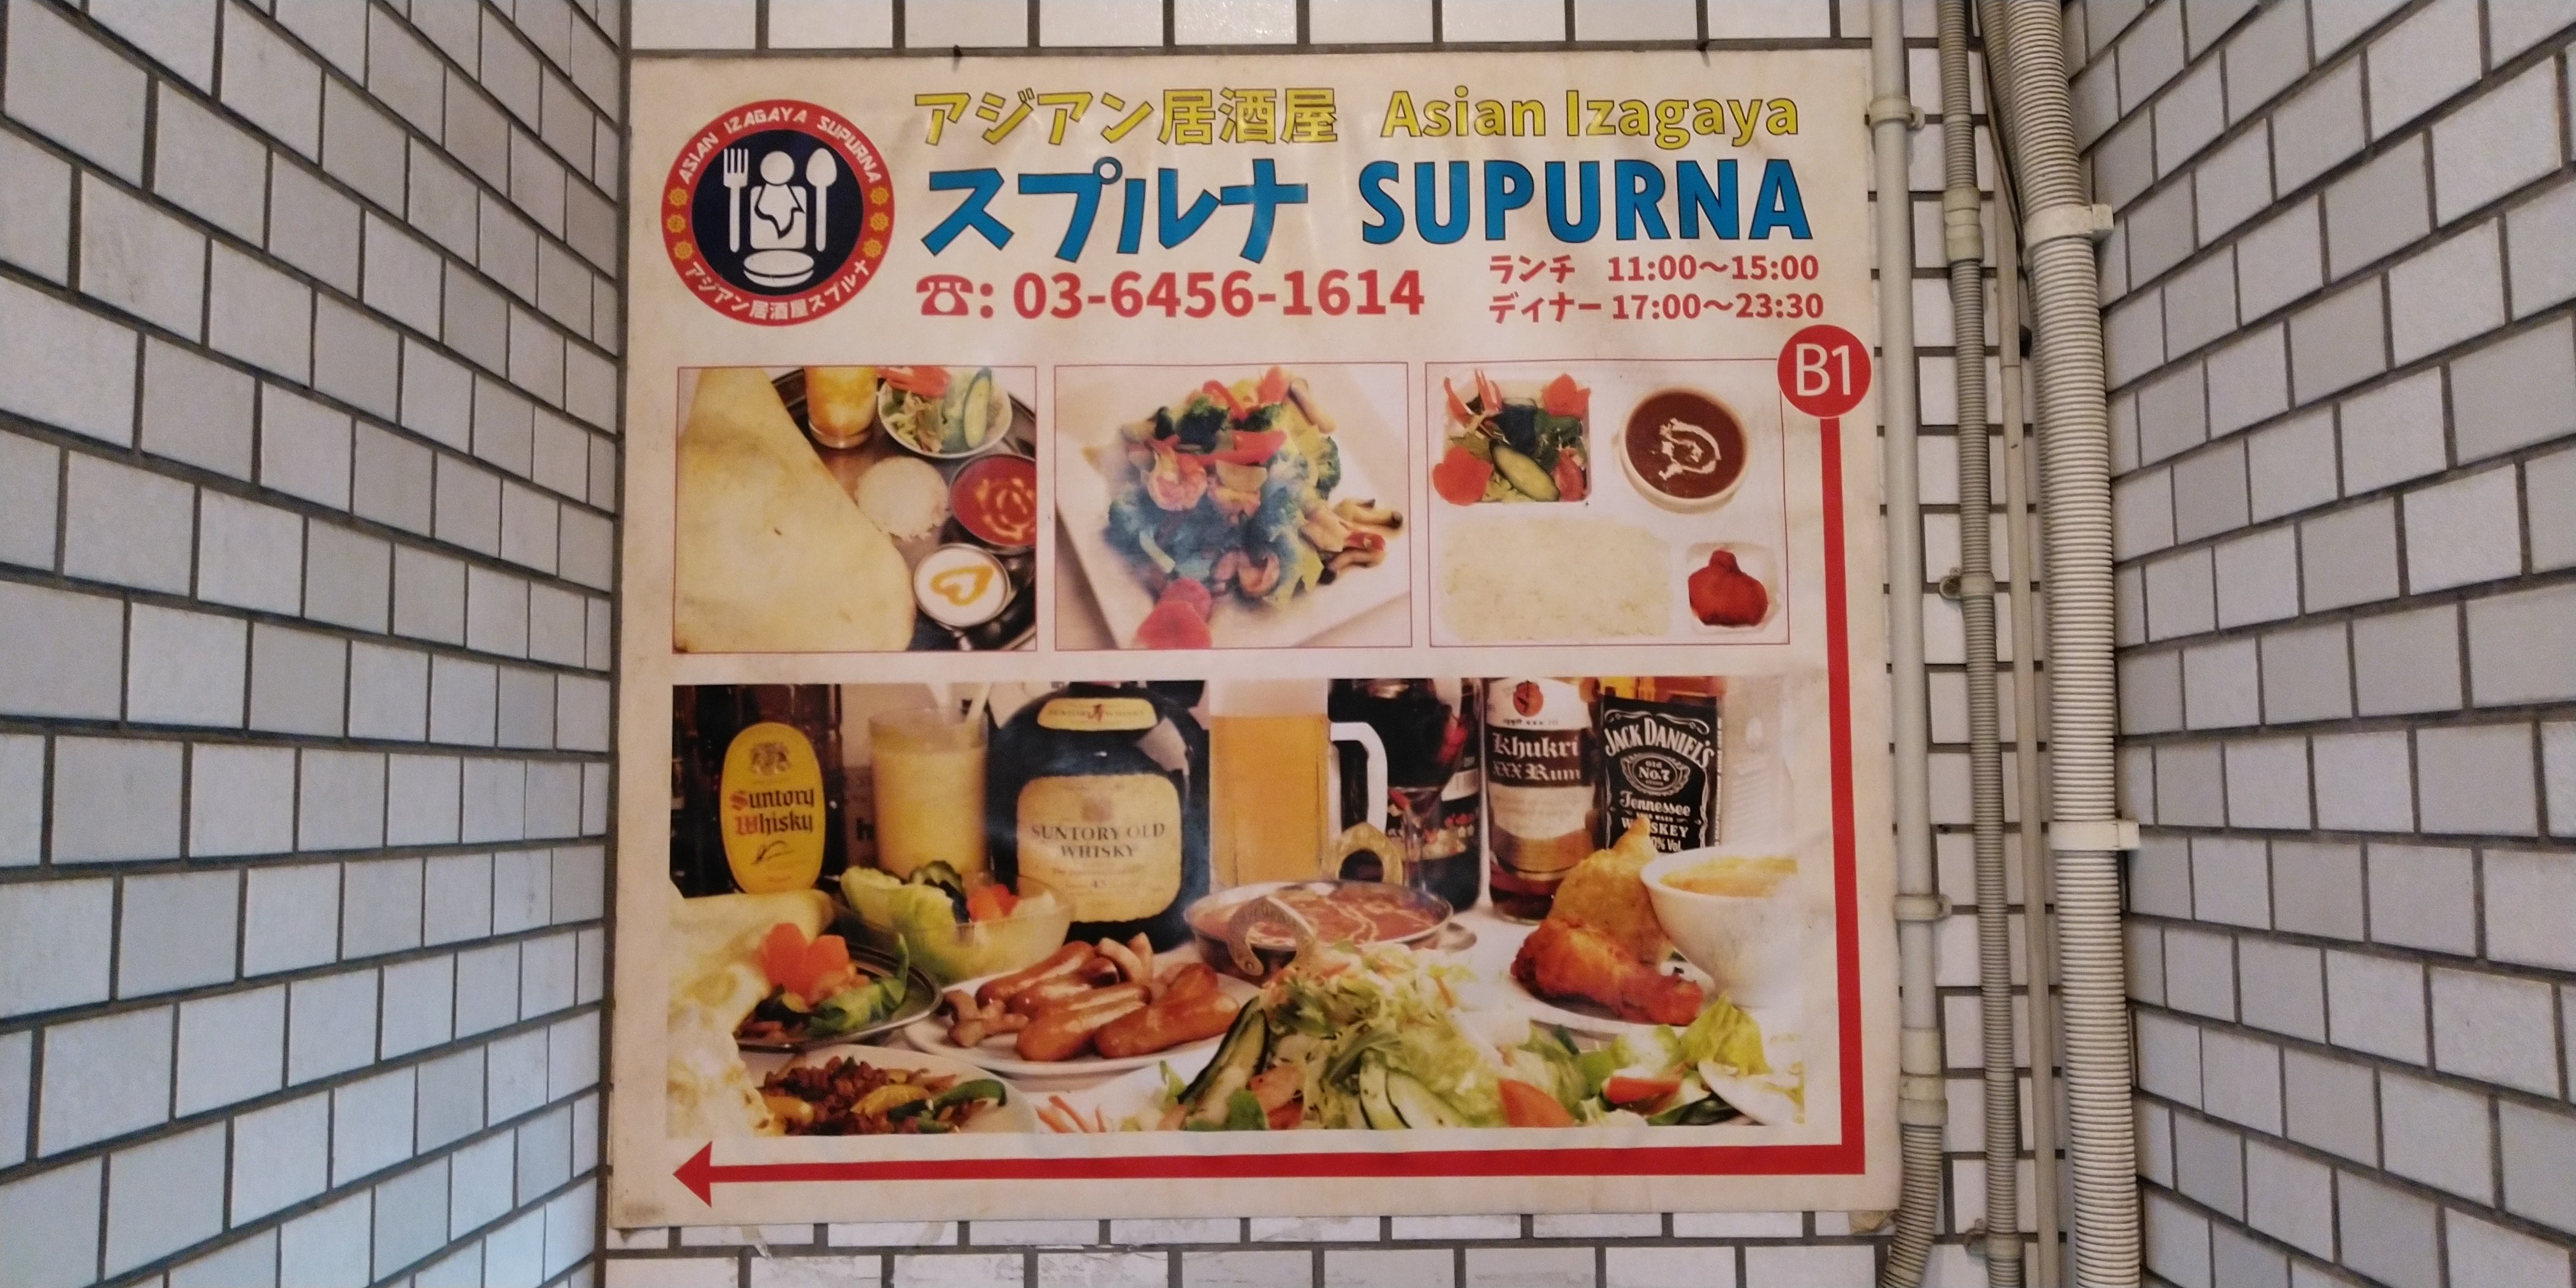 ASIAN IZAGAYA SUPURNA
アジアン居酒屋スプルナ
アジアン居酒屋 Asian Izagaya
スプルナ SUPURNA
☎: 03-6456-1614
ランチ 11:00〜15:00
ディナー 17:00〜23:30
B1
Suntory
Whisky
SUNTORY OLD
WHISKY
Khukri
XXX Rum
JACK DANIEL'S
Old
No.7
Tennessee
WHISKEY